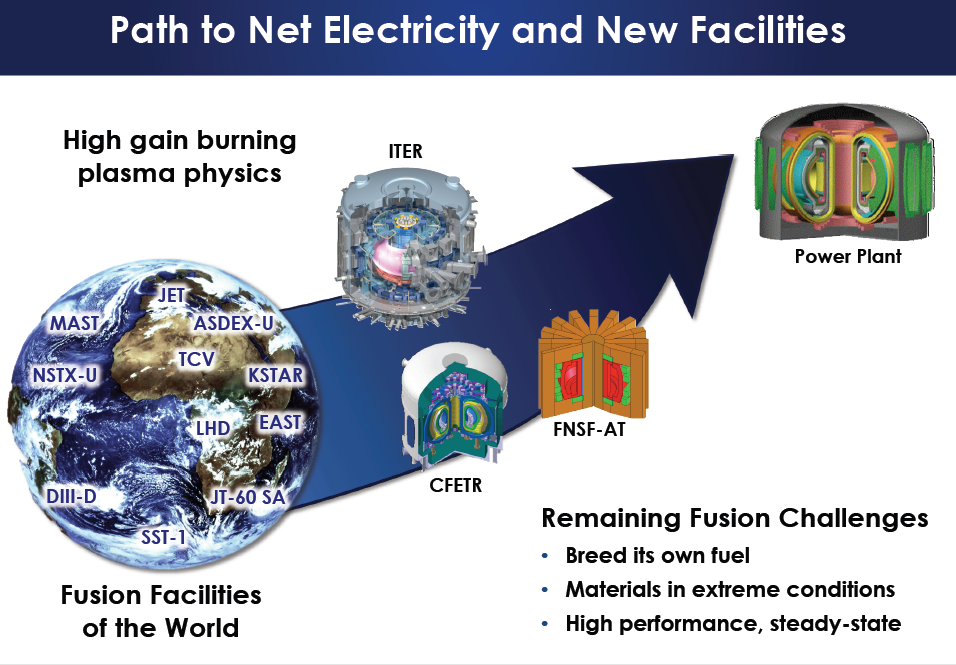 Path to Net Electricity and New Facilities
High gain burning
plasma physics
ITER
Power Plant
JET
MAST
ASDEX-U
TCV
NSTX-U
KSTAR
LHD
EAST
DIII-D
JT-60 SA
SST-1
FNSF-AT
CFETR
Fusion Facilities
of the World
Remaining Fusion Challenges
• Breed its own fuel
• Materials in extreme conditions
• High performance, steady-state